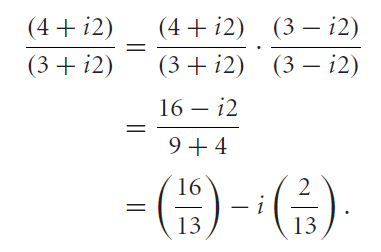 (4 + i2)/(3 + i2) = (4 + i2)/(3 + i2) · (3 – i2)/(3 – i2)
= (16 – i2)/(9 + 4)
= (16/13) – i (2/13).